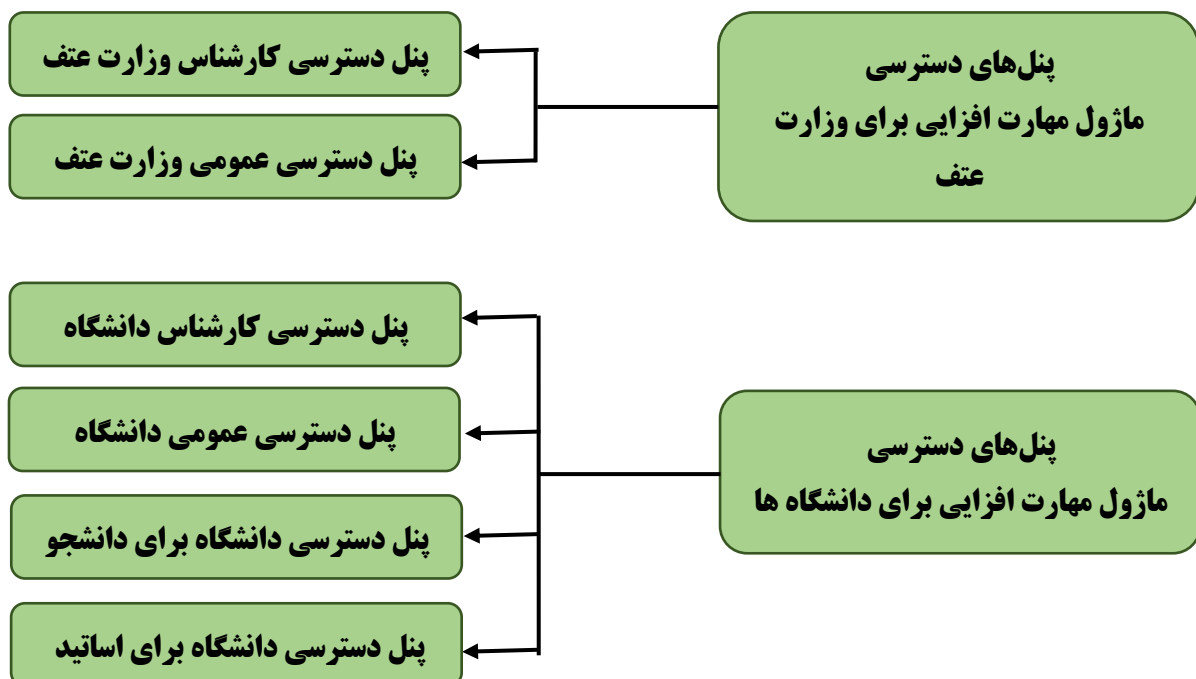 پنل‌های دسترسی
ماژول مهارت افزایی برای وزارت
عتف
پنل دسترسی کارشناس وزارت عتف
پنل دسترسی عمومی وزارت عتف
پنل‌های دسترسی
ماژول مهارت افزایی برای دانشگاه ها
پنل دسترسی کارشناس دانشگاه
پنل دسترسی عمومی دانشگاه
پنل دسترسی دانشگاه برای دانشجو
پنل دسترسی دانشگاه برای اساتید